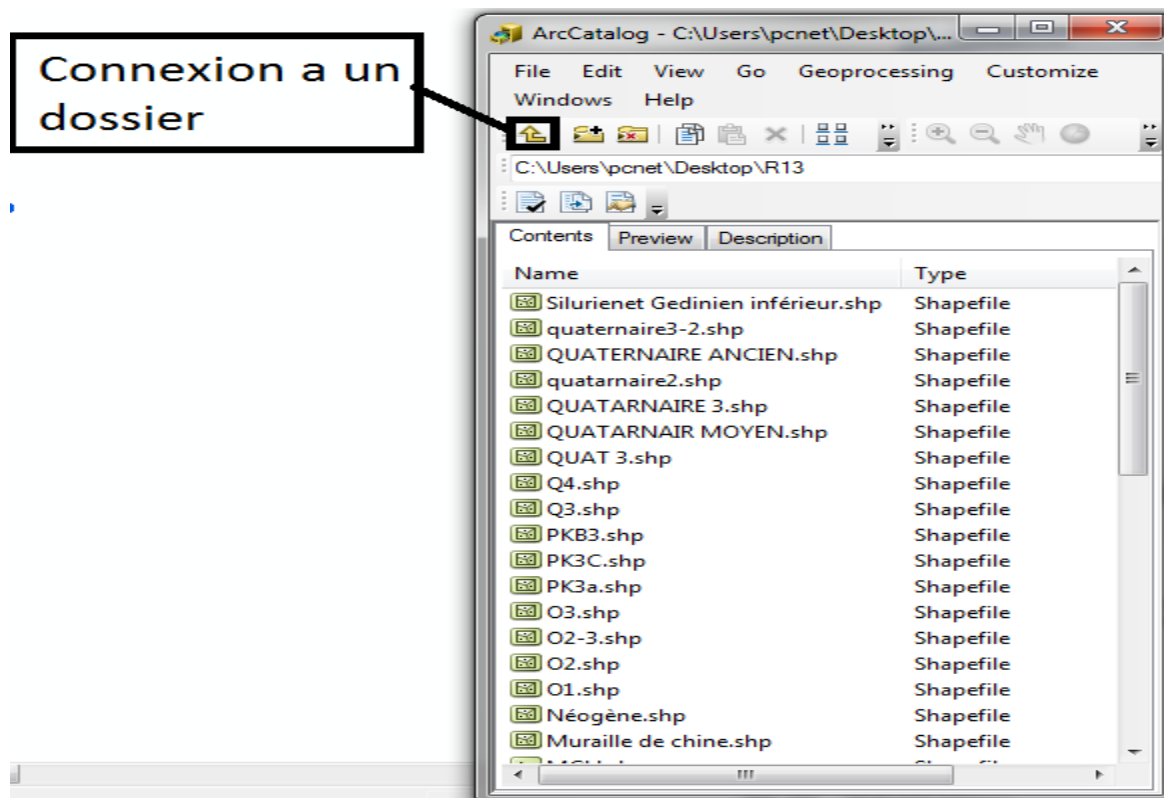 Connexion a un
dossier
ArcCatalog - C:\Users\pcnet\Desktop\...
File Edit View Go Geoprocessing Customize
Windows Help
C:\Users\pcnet\Desktop\R13
Contents Preview Description
Name Type
Silurienet Gedinien inférieur.shp Shapefile
quaternaire3-2.shp Shapefile
QUATERNAIRE ANCIEN.shp Shapefile
quatarnaire2.shp Shapefile
QUATARNAIRE 3.shp Shapefile
QUATARNAIR MOYEN.shp Shapefile
QUAT 3.shp Shapefile
Q4.shp Shapefile
Q3.shp Shapefile
PKB3.shp Shapefile
PK3C.shp Shapefile
PK3a.shp Shapefile
O3.shp Shapefile
O2-3.shp Shapefile
O2.shp Shapefile
O1.shp Shapefile
Néogène.shp Shapefile
Muraille de chine.shp Shapefile